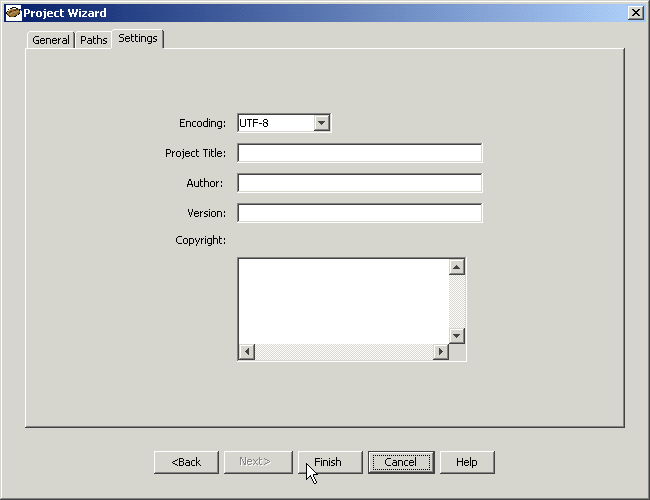 Project Wizard
General Paths Settings
Encoding: UTF-8
Project Title:
Author:
Version:
Copyright:
<Back Next> Finish Cancel Help